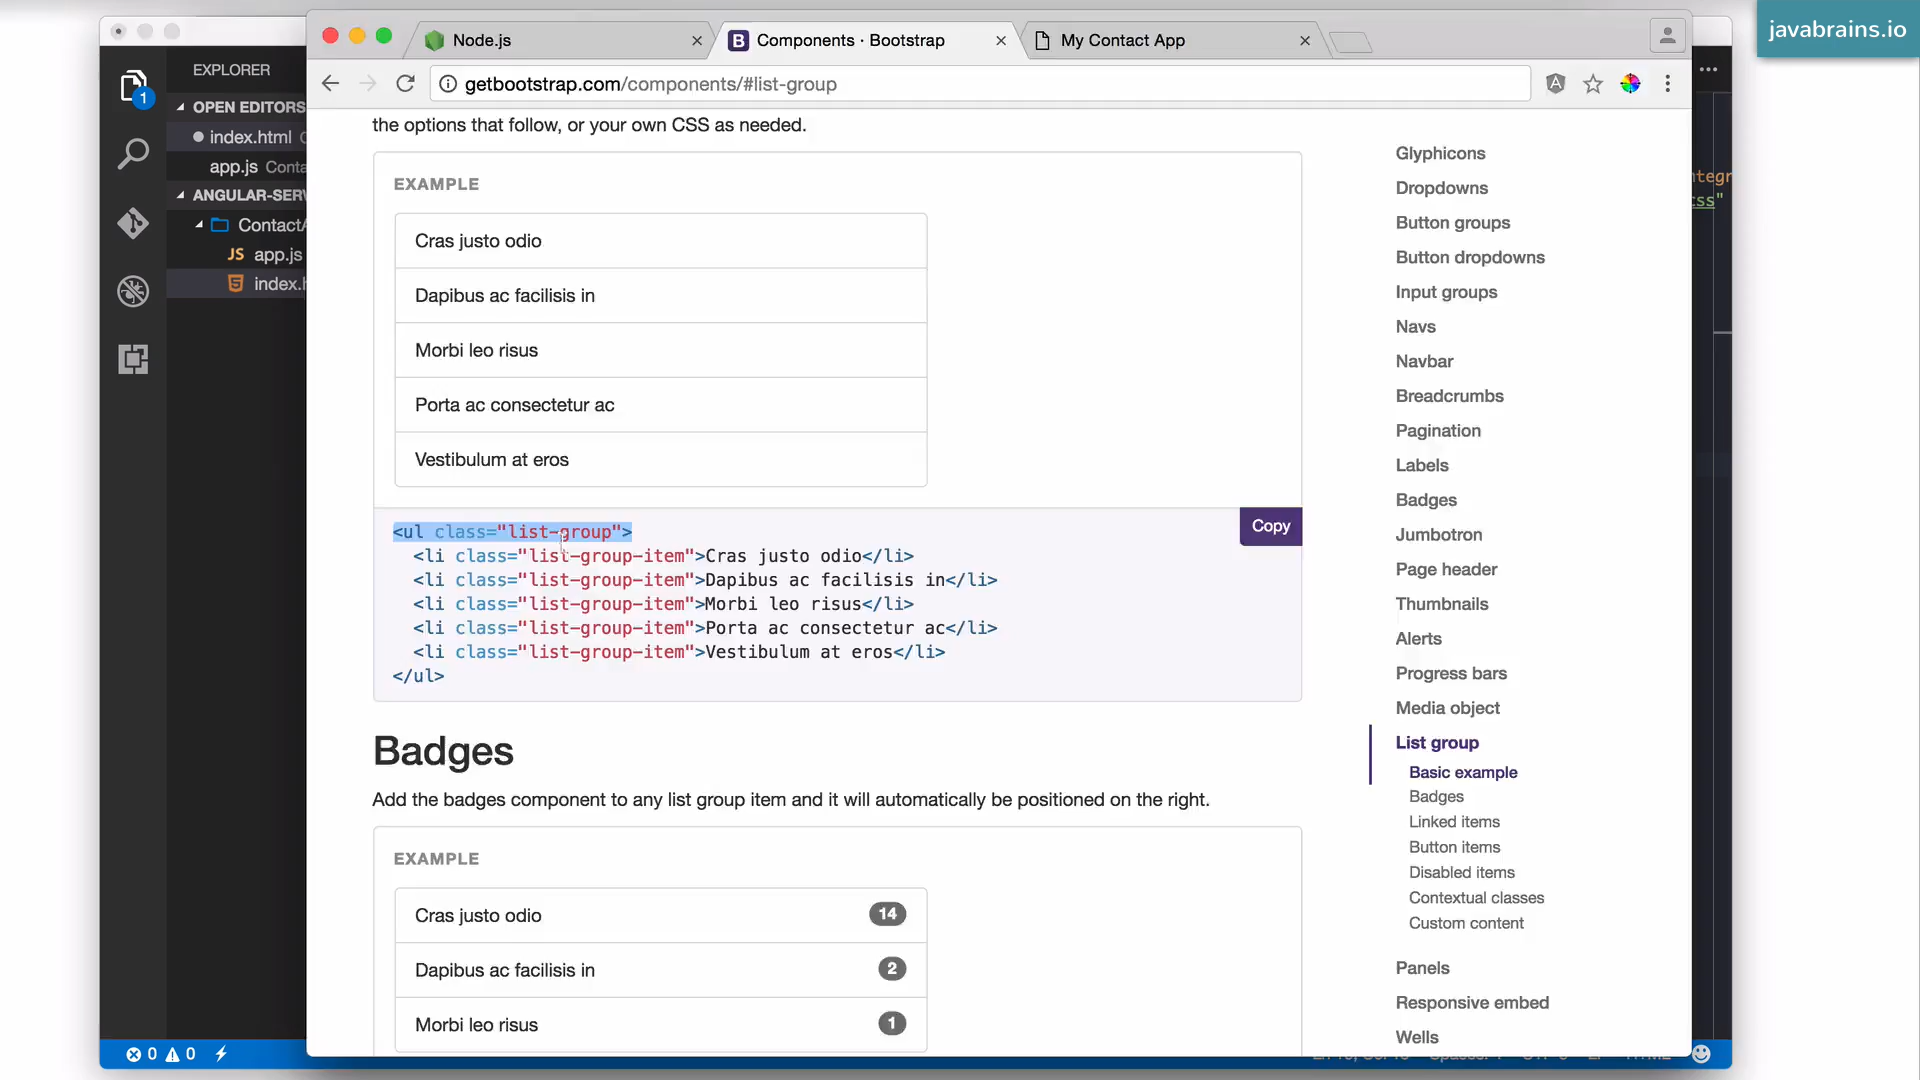 javabrains.io
Node.js
Components · Bootstrap
My Contact App
getbootstrap.com/components/#list-group
EXPLORER
OPEN EDITORS
index.html
app.js Conta
ANGULAR-SERV
ContactA
JS app.js
index.h
1
the options that follow, or your own CSS as needed.
EXAMPLE
Cras justo odio
Dapibus ac facilisis in
Morbi leo risus
Porta ac consectetur ac
Vestibulum at eros
Copy
<ul class="list-group">
<li class="list-group-item">Cras justo odio</li>
<li class="list-group-item">Dapibus ac facilisis in</li>
<li class="list-group-item">Morbi leo risus</li>
<li class="list-group-item">Porta ac consectetur ac</li>
<li class="list-group-item">Vestibulum at eros</li>
</ul>
Badges
Add the badges component to any list group item and it will automatically be positioned on the right.
EXAMPLE
Cras justo odio 14
Dapibus ac facilisis in 2
Morbi leo risus 1
Glyphicons
Dropdowns
Button groups
Button dropdowns
Input groups
Navs
Navbar
Breadcrumbs
Pagination
Labels
Badges
Jumbotron
Page header
Thumbnails
Alerts
Progress bars
Media object
List group
Basic example
Badges
Linked items
Button items
Disabled items
Contextual classes
Custom content
Panels
Responsive embed
Wells
ntegr
css"
0 0